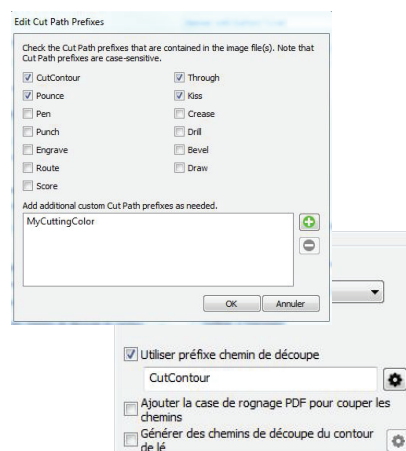 Edit Cut Path Prefixes
Check the Cut Path prefixes that are contained in the image file(s). Note that
Cut Path prefixes are case-sensitive.
CutContour
Through
Pounce
Kiss
Pen
Crease
Punch
Drill
Engrave
Bevel
Route
Draw
Score
Add additional custom Cut Path prefixes as needed.
MyCuttingColor
OK
Annuler
Utiliser préfixe chemin de découpe
CutContour
Ajouter la case de rognage PDF pour couper les
chemins
Générer des chemins de découpe du contour
de lé